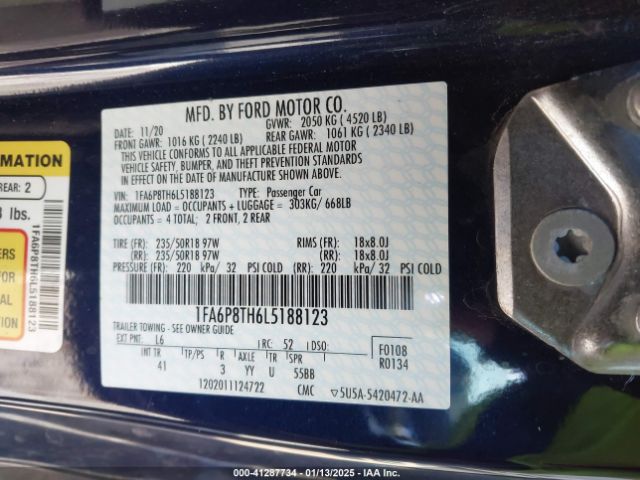 MFD. BY FORD MOTOR CO.
DATE: 11/20 GVWR: 2050 KG ( 4520 LB)
FRONT GAWR: 1016 KG ( 2240 LB) REAR GAWR: 1061 KG ( 2340 LB)
THIS VEHICLE CONFORMS TO ALL APPLICABLE FEDERAL MOTOR
VEHICLE SAFETY, BUMPER, AND THEFT PREVENTION STANDARDS
IN EFFECT ON THE DATE OF MANUFACTURE SHOWN ABOVE.
VIN: 1FA6P8TH6L5188123 TYPE: Passenger Car
MAXIMUM LOAD = OCCUPANTS + LUGGAGE = 303KG/ 668LB
OCCUPANTS = 4 TOTAL; 2 FRONT, 2 REAR
TIRE (FR): 235/50R18 97W RIMS (FR): 18x8.0J
(RR): 235/50R18 97W (RR): 18x8.0J
PRESSURE (FR): 220 kPa/ 32 PSI COLD (RR): 220 kPa/ 32 PSI COLD
1FA6P8TH6L5188123
TRAILER TOWING - SEE OWNER GUIDE
EXT PNT: L6 RC: 52 DSO: F0108
INT TR TP/PS R AXLE TR SPR R0134
41 3 YY U 55BB
1202011124722 CMC ▽5U5A-5420472-AA
ORMATION
REAR: 2
lbs.
1FA6P8TH6L5188123
ERS
FOR
000-41287734 - 01/13/2025 - IAA Inc.